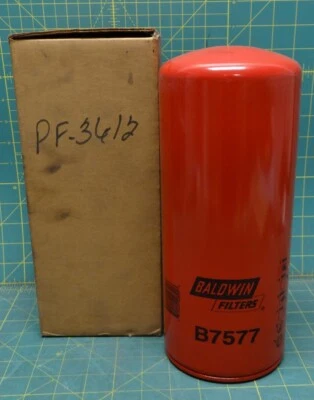 PF-3612
BALDWIN
FILTERS
®
B7577